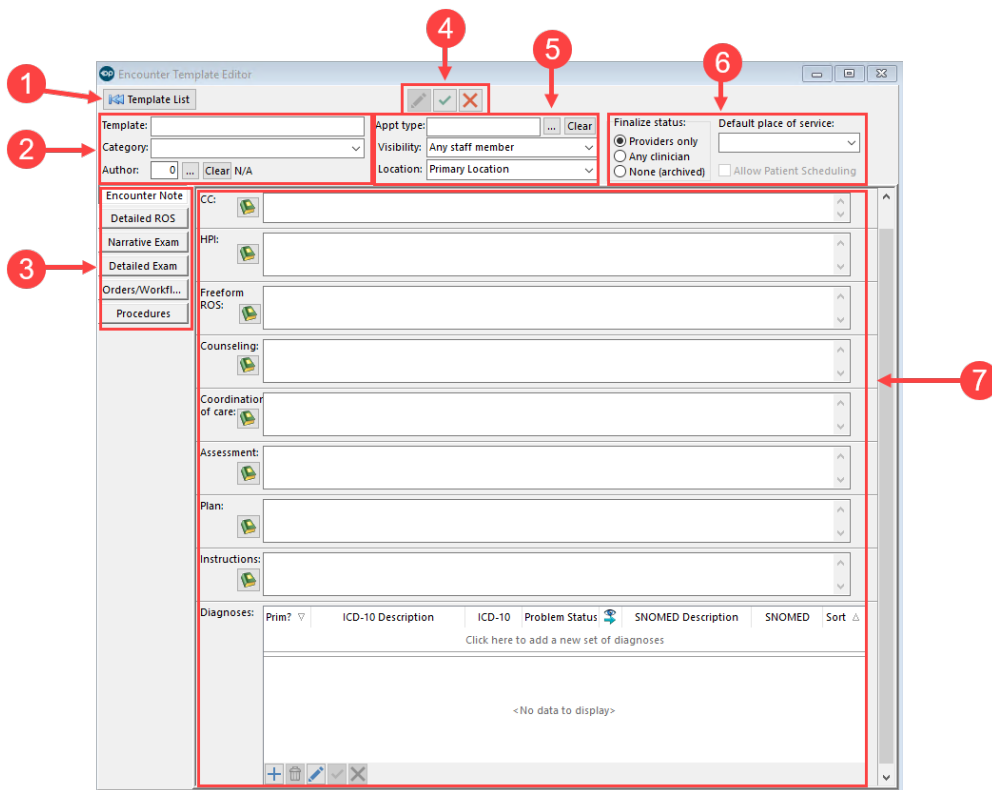 4
5
6
1
Encounter Template Editor
Template List
Template:
Appt type:
... Clear
Finalize status:
Default place of service:
2
Category:
Visibility: Any staff member
Providers only
Any clinician
Author: 0 ... Clear N/A
Location: Primary Location
None (archived)
Allow Patient Scheduling
Encounter Note
CC:
Detailed ROS
Narrative Exam
HPI:
3
Detailed Exam
Orders/Workfl...
Freeform
ROS:
Procedures
Counseling:
7
Coordination
of care:
Assessment:
Plan:
Instructions:
Diagnoses:
Prim? ICD-10 Description ICD-10 Problem Status SNOMED Description SNOMED Sort
Click here to add a new set of diagnoses
<No data to display>